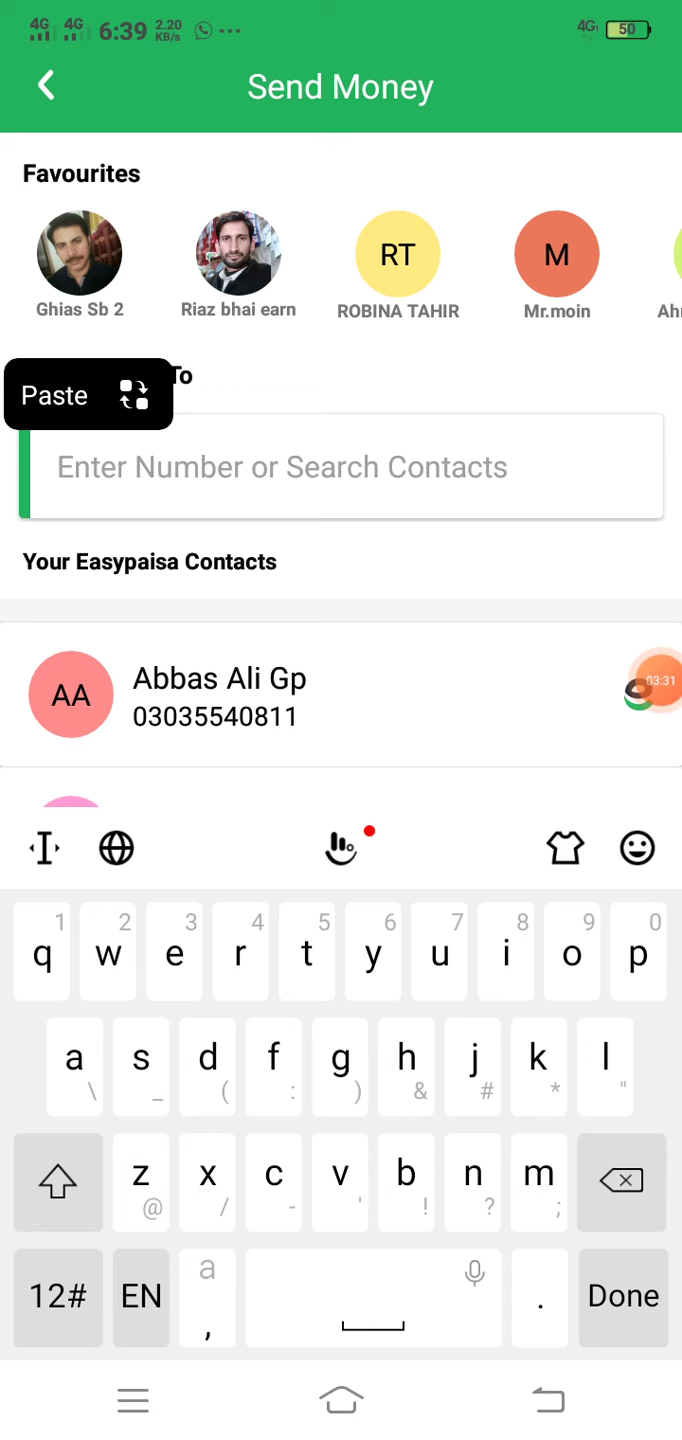 4G 4G 6:39 2.20 KB/s ... 4G 50
Send Money
Favourites
RT M
Ghias Sb 2 Riaz bhai earn ROBINA TAHIR Mr.moin Ah
To
Paste
Enter Number or Search Contacts
Your Easypaisa Contacts
AA Abbas Ali Gp
03035540811
03:31
1 2 3 4 5 6 7 8 9 0
q w e r t y u i o p
a s d f g h j k l
\ _ ( : ) & # * "
z x c v b n m
@ / - ' ! ? ;
12# EN a , . Done